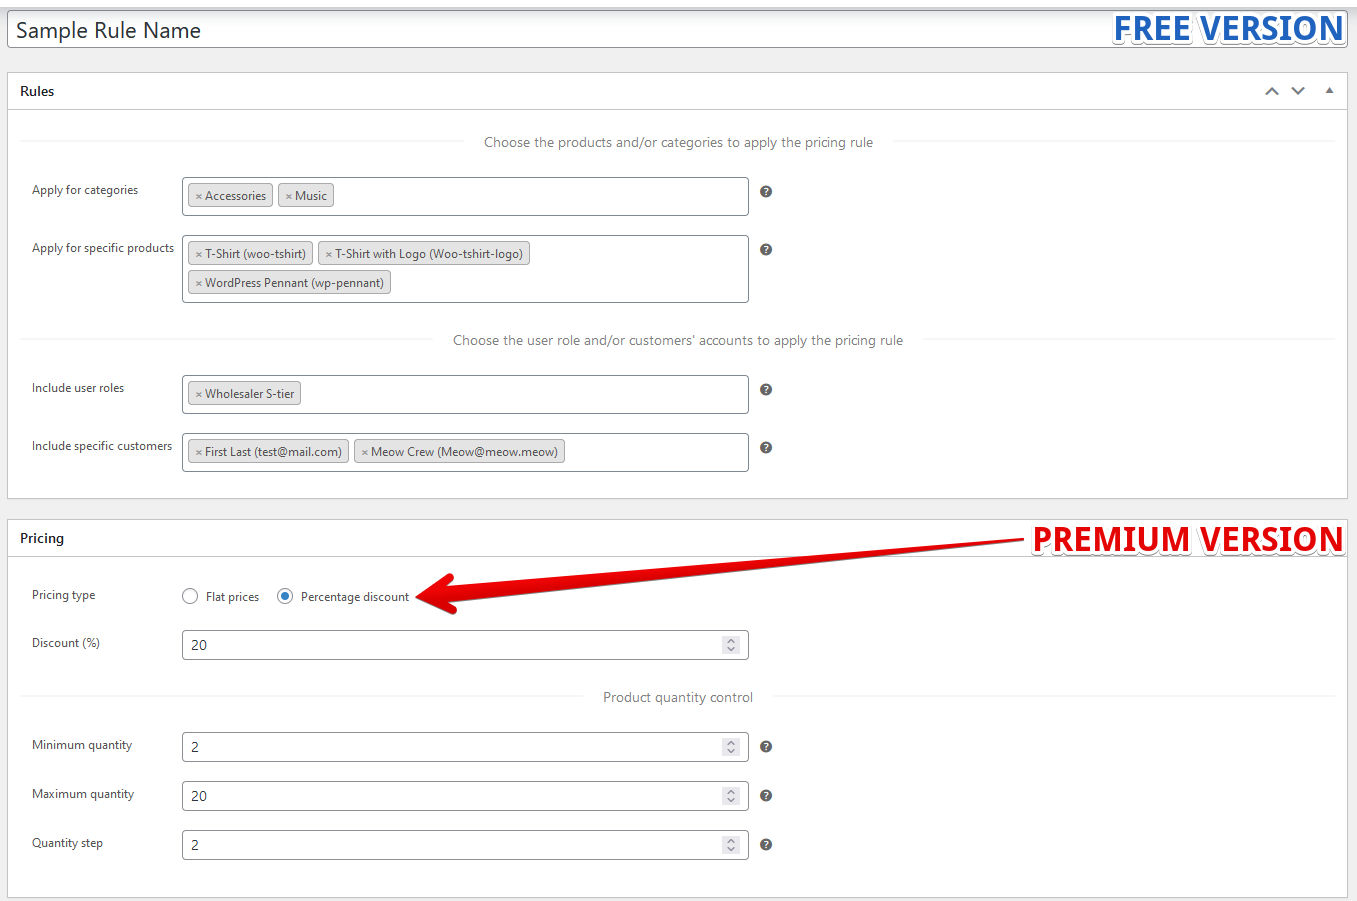 Sample Rule Name
FREE VERSION
Rules
Choose the products and/or categories to apply the pricing rule
Apply for categories
× Accessories × Music
Apply for specific products
× T-Shirt (woo-tshirt) × T-Shirt with Logo (Woo-tshirt-logo)
× WordPress Pennant (wp-pennant)
Choose the user role and/or customers' accounts to apply the pricing rule
Include user roles
× Wholesaler S-tier
Include specific customers
× First Last (test@mail.com) × Meow Crew (Meow@meow.meow)
Pricing
PREMIUM VERSION
Pricing type
Flat prices Percentage discount
Discount (%)
20
Product quantity control
Minimum quantity
2
Maximum quantity
20
Quantity step
2